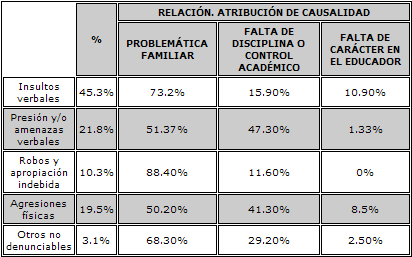 RELACIÓN. ATRIBUCIÓN DE CAUSALIDAD
% PROBLEMÁTICA FAMILIAR FALTA DE DISCIPLINA O CONTROL ACADÉMICO FALTA DE CARÁCTER EN EL EDUCADOR
Insultos verbales 45.3% 73.2% 15.90% 10.90%
Presión y/o amenazas verbales 21.8% 51.37% 47.30% 1.33%
Robos y apropiación indebida 10.3% 88.40% 11.60% 0%
Agresiones físicas 19.5% 50.20% 41.30% 8.5%
Otros no denunciables 3.1% 68.30% 29.20% 2.50%